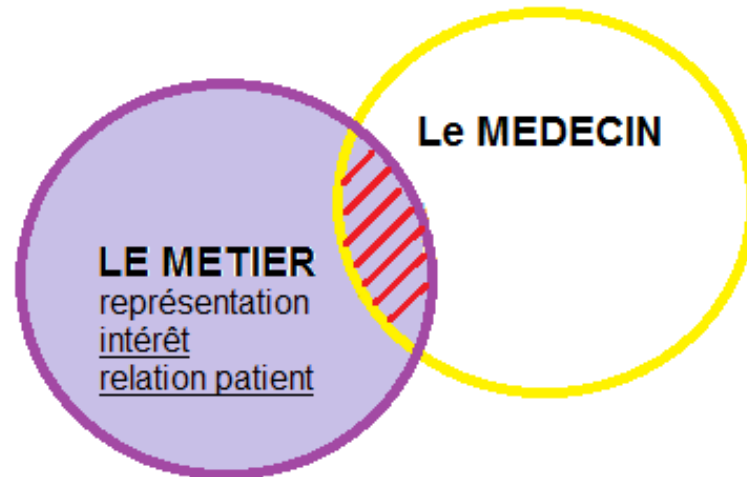 Le MEDECIN
LE METIER
représentation
intérêt
relation patient